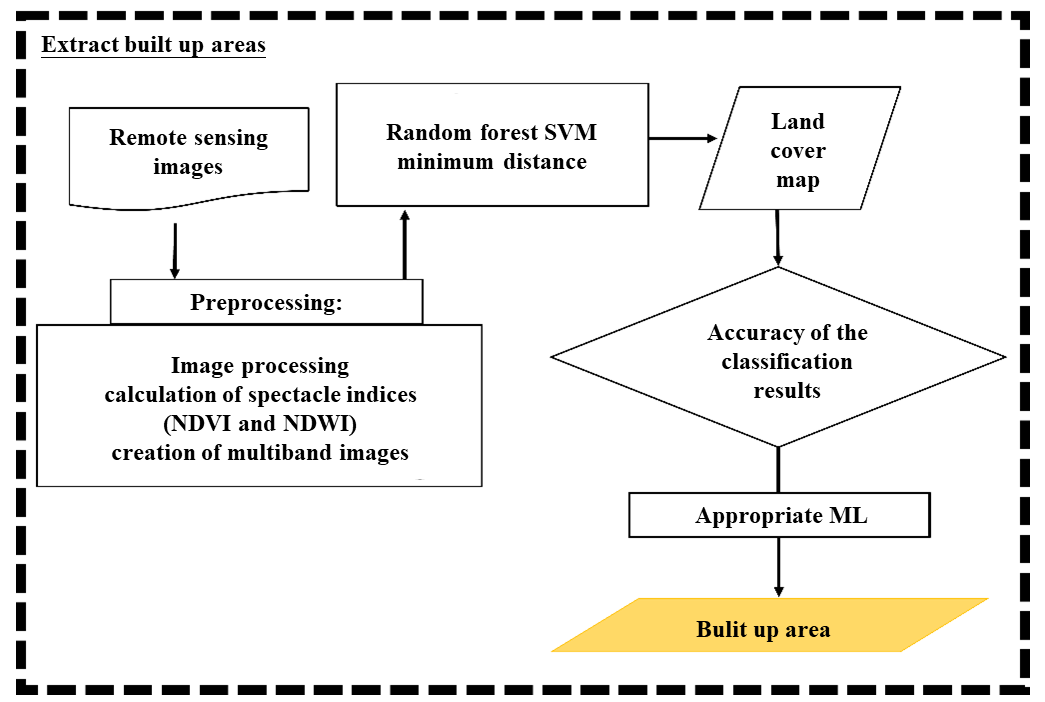 Extract built up areas
Remote sensing
images
Random forest SVM
minimum distance
Land
cover
map
Preprocessing:
Image processing
calculation of spectacle indices
(NDVI and NDWI)
creation of multiband images
Accuracy of the
classification
results
Appropriate ML
Bulit up area